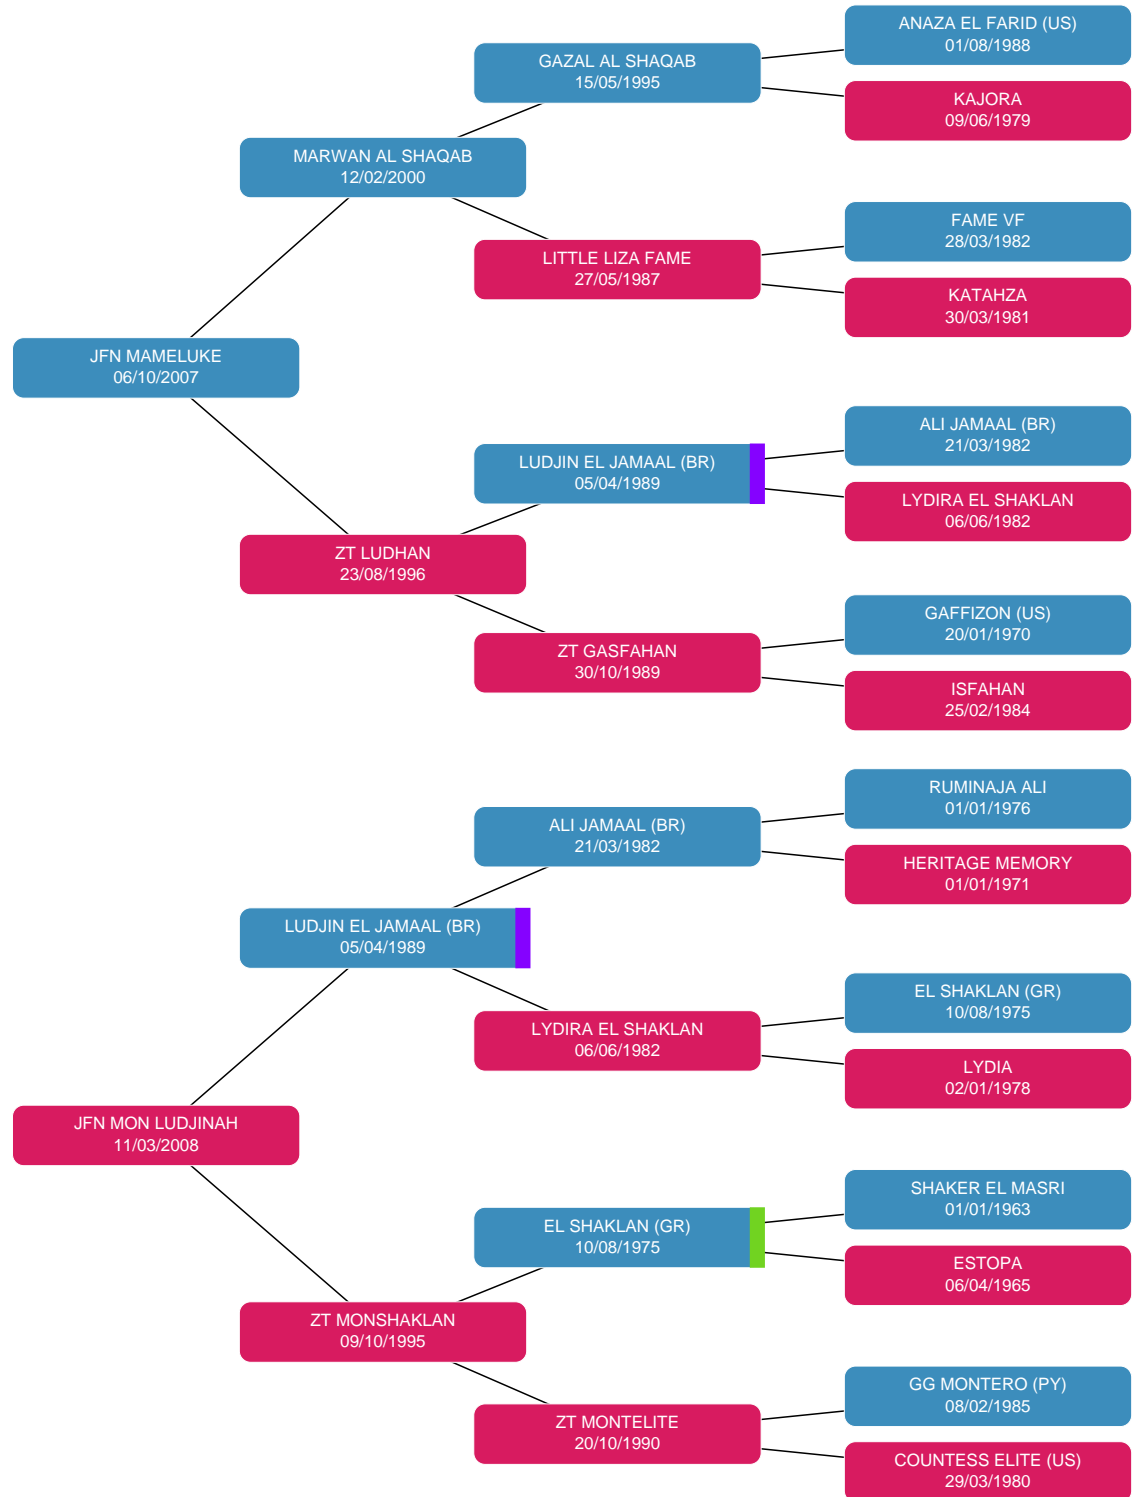 ANAZA EL FARID (US)
01/08/1988
GAZAL AL SHAQAB
15/05/1995
KAJORA
09/06/1979
MARWAN AL SHAQAB
12/02/2000
FAME VF
28/03/1982
LITTLE LIZA FAME
27/05/1987
KATAHZA
30/03/1981
JFN MAMELUKE
06/10/2007
ALI JAMAAL (BR)
21/03/1982
LUDJIN EL JAMAAL (BR)
05/04/1989
LYDIRA EL SHAKLAN
06/06/1982
ZT LUDHAN
23/08/1996
GAFFIZON (US)
20/01/1970
ZT GASFAHAN
30/10/1989
ISFAHAN
25/02/1984
RUMINAJA ALI
01/01/1976
ALI JAMAAL (BR)
21/03/1982
HERITAGE MEMORY
01/01/1971
LUDJIN EL JAMAAL (BR)
05/04/1989
EL SHAKLAN (GR)
10/08/1975
LYDIRA EL SHAKLAN
06/06/1982
LYDIA
02/01/1978
JFN MON LUDJINAH
11/03/2008
SHAKER EL MASRI
01/01/1963
EL SHAKLAN (GR)
10/08/1975
ESTOPA
06/04/1965
ZT MONSHAKLAN
09/10/1995
GG MONTERO (PY)
08/02/1985
ZT MONTELITE
20/10/1990
COUNTESS ELITE (US)
29/03/1980